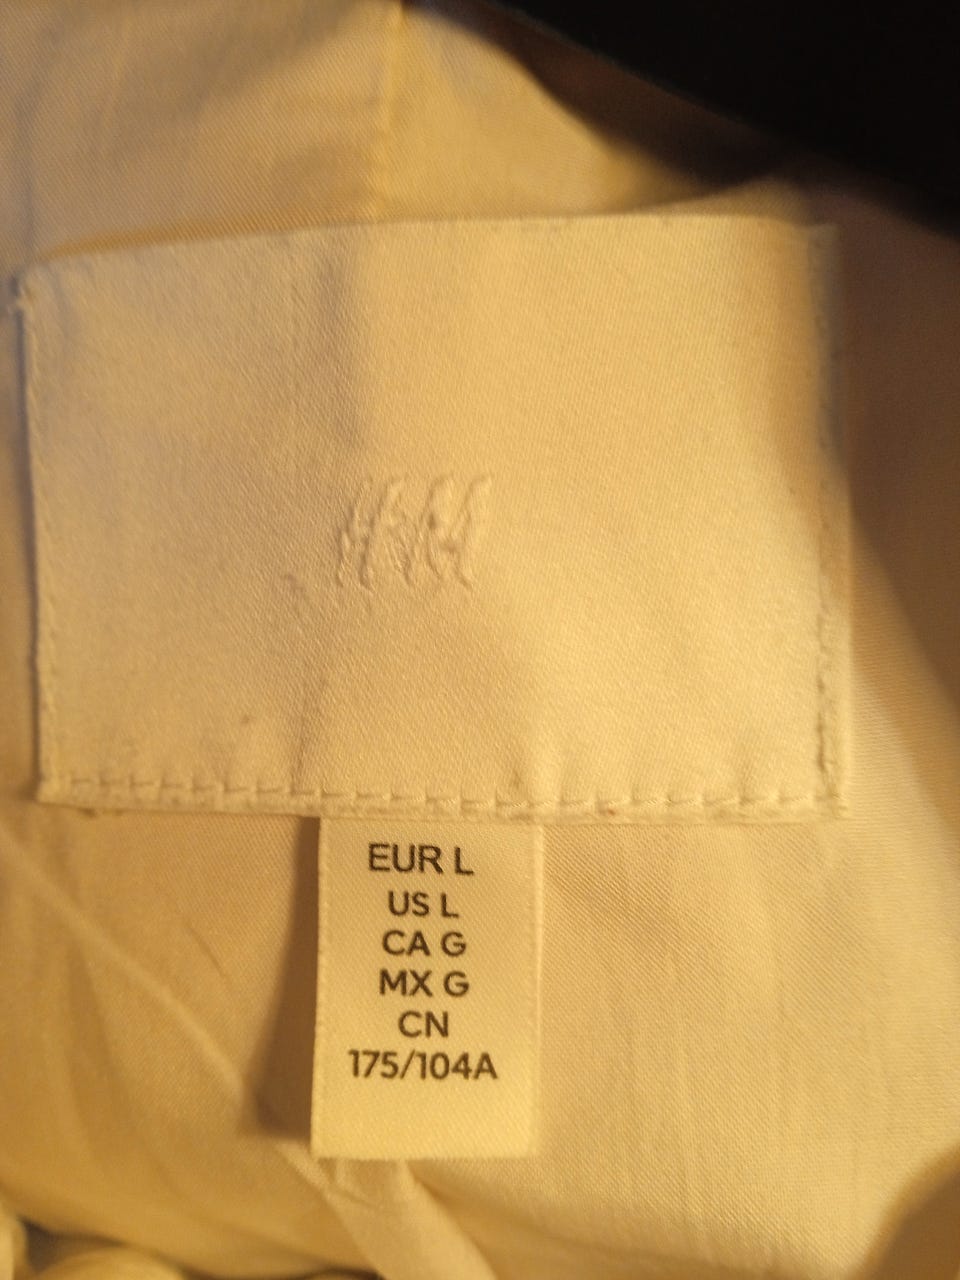 H&M
EUR L
US L
CA G
MX G
CN
175/104A